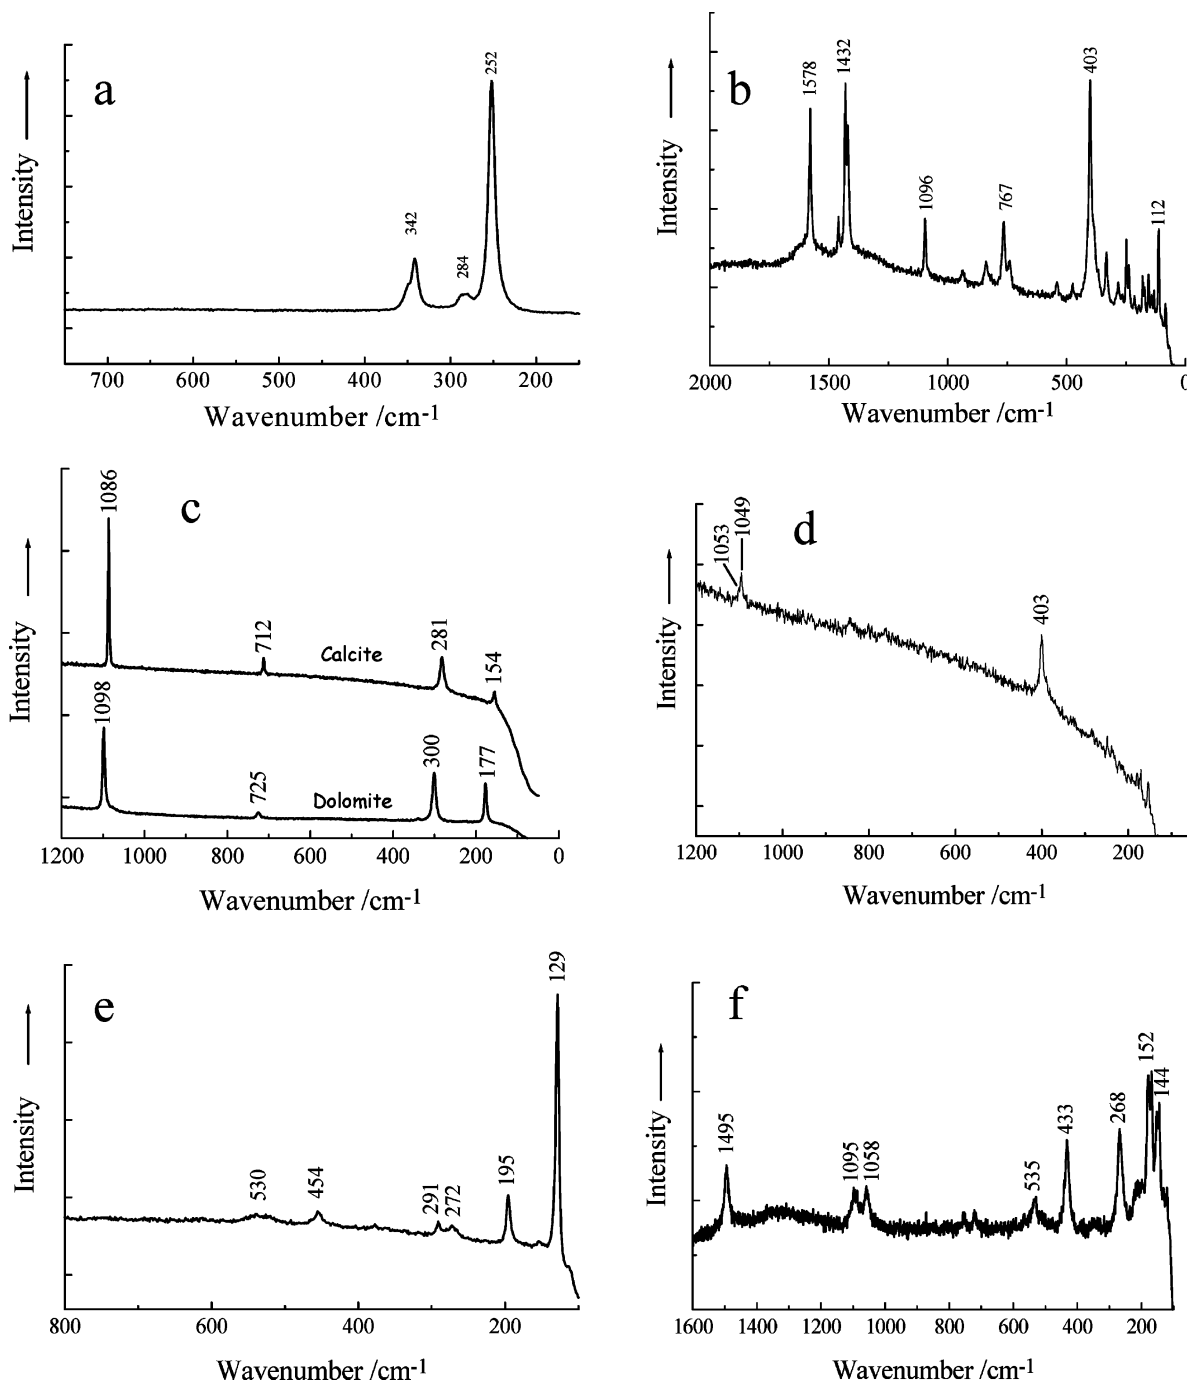 a
252
342
284
Intensity
700 600 500 400 300 200
Wavenumber /cm-1
b
1578
1432
1096
767
403
112
Intensity
2000 1500 1000 500 0
Wavenumber /cm-1
c
1086
712
Calcite
281
154
1098
725
Dolomite
300
177
Intensity
1200 1000 800 600 400 200 0
Wavenumber /cm-1
d
1053
1049
403
Intensity
1200 1000 800 600 400 200
Wavenumber /cm-1
e
530
454
291
272
195
129
Intensity
800 600 400 200
Wavenumber /cm-1
f
1495
1095
1058
535
433
268
152
144
Intensity
1600 1400 1200 1000 800 600 400 200
Wavenumber /cm-1